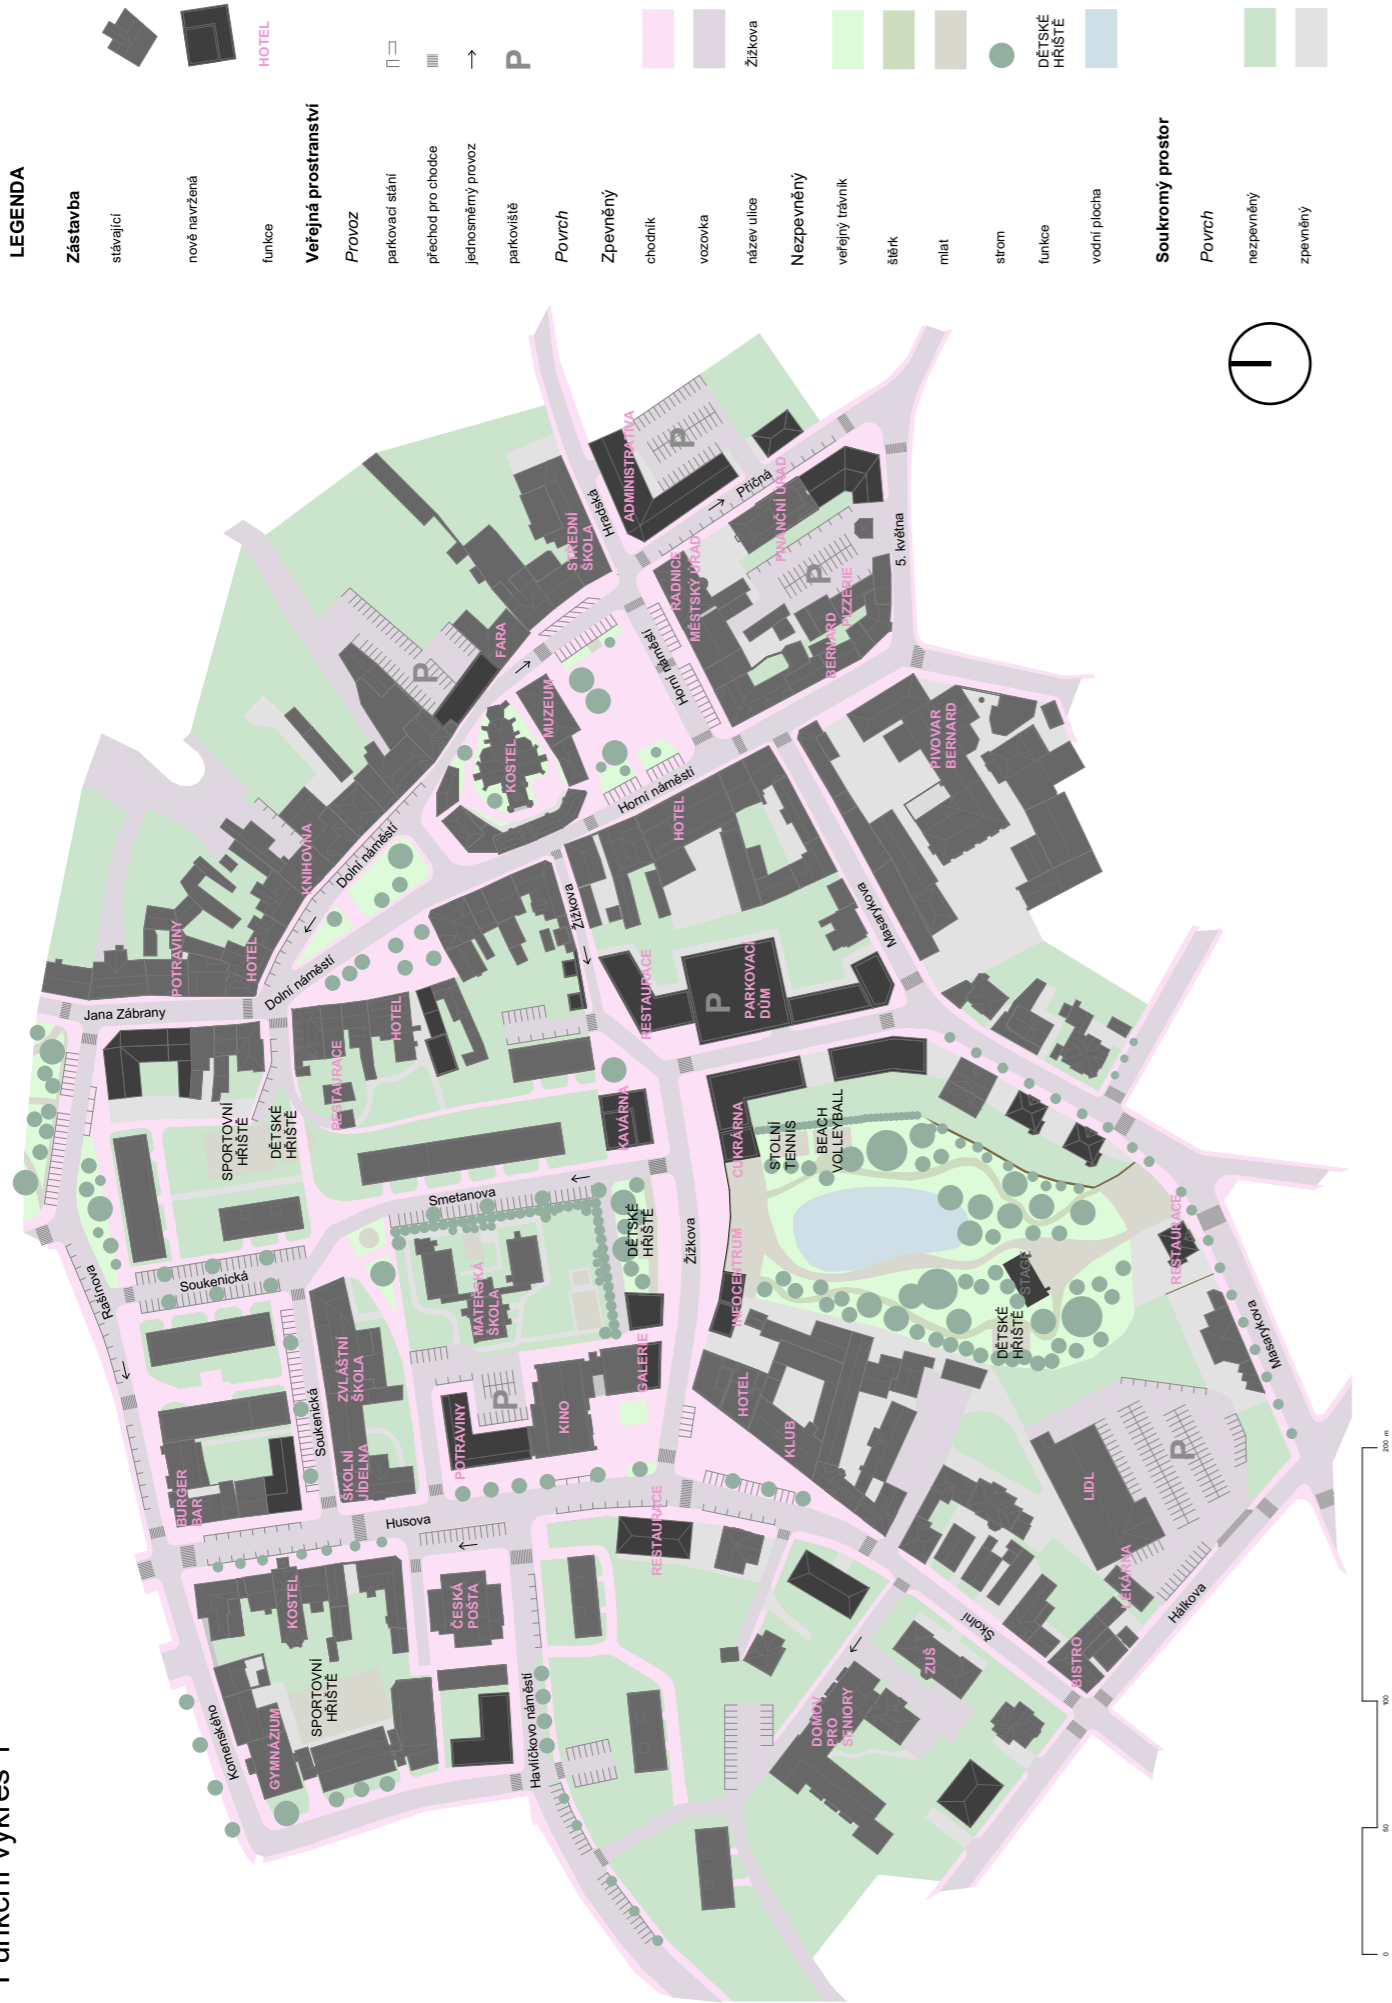 Funkční výkres 1
LEGENDA
Zástavba
stávající
nově navržená
funkce
HOTEL
Veřejná prostranství
Provoz
parkovací stání
přechod pro chodce
jednosměrný provoz
parkoviště
P
Povrch
Zpevněný
chodník
vozovka
název ulice
Žižkova
Nezpevněný
veřejný trávník
štěrk
mlat
strom
funkce
DĚTSKÉ
HŘIŠTĚ
vodní plocha
Soukromý prostor
Povrch
nezpevněný
zpevněný
Komenského
GYMNÁZIUM
SPORTOVNÍ
HŘIŠTĚ
KOSTEL
BURGER
BAR
Rašínova
Soukenická
Soukenická
ŠKOLNÍ
JÍDELNA
ZVLÁŠTNÍ
ŠKOLA
Husova
ČESKÁ
POŠTA
Havlíčkovo náměstí
POTRAVINY
P
KINO
GALERIE
MATEŘSKÁ
ŠKOLA
DĚTSKÉ
HŘIŠTĚ
Smetanova
SPORTOVNÍ
HŘIŠTĚ
DĚTSKÉ
HŘIŠTĚ
Jana Zábrany
POTRAVINY
HOTEL
KNIHOVNA
Dolní náměstí
Dolní náměstí
RESTAURACE
HOTEL
KAVÁRNA
Žižkova
Žižkova
RESTAURACE
P
PARKOVACÍ
DŮM
KOSTEL
MUZEUM
FARA
P
STŘEDNÍ
ŠKOLA
Hradská
ADMINISTRATIVA
P
Příčná
FINANČNÍ ÚŘAD
RADNICE
MĚSTSKÝ ÚŘAD
Horní náměstí
Horní náměstí
HOTEL
P
PIZZERIE
BERNARD
5. května
PIVOVAR
BERNARD
Masarykova
CUKRÁRNA
STOLNÍ
TENNIS
BEACH
VOLLEYBALL
INFOCENTRUM
STAGE
DĚTSKÉ
HŘIŠTĚ
RESTAURACE
Masarykova
HOTEL
KLUB
RESTAURACE
LIDL
P
LÉKÁRNA
Hálkova
BISTRO
Školní
ZUŠ
DOMOV
PRO
SENIORY
0
50
100
200 m